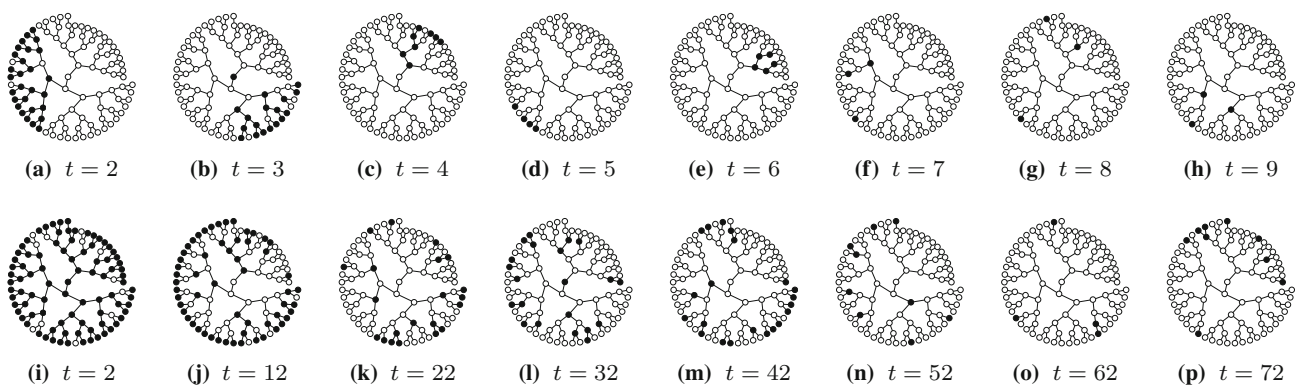 (a) t = 2 (b) t = 3 (c) t = 4 (d) t = 5 (e) t = 6 (f) t = 7 (g) t = 8 (h) t = 9
(i) t = 2 (j) t = 12 (k) t = 22 (l) t = 32 (m) t = 42 (n) t = 52 (o) t = 62 (p) t = 72